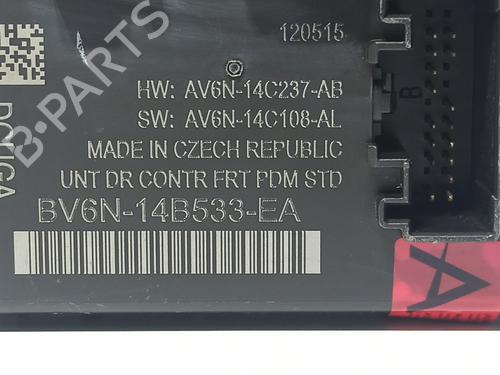 120515
HW: AV6N-14C237-AB
SW: AV6N-14C108-AL
MADE IN CZECH REPUBLIC
UNT DR CONTR FRT PDM STD
BV6N-14B533-EA
B
A
B-PARTS